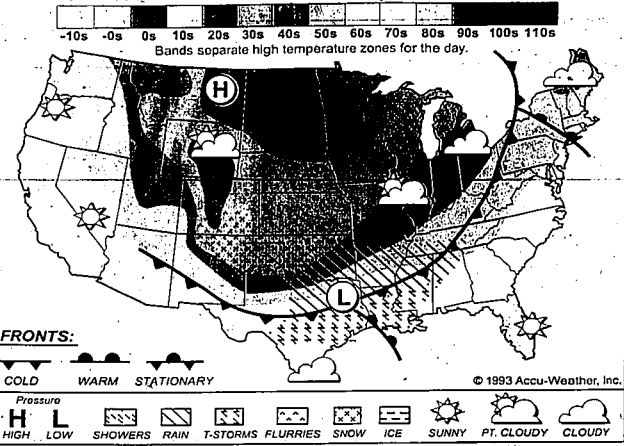 -10s -0s 0s 10s 20s 30s 40s 50s 60s 70s 80s 90s 100s 110s
Bands separate high temperature zones for the day.
H
L
FRONTS:
COLD WARM STATIONARY
© 1993 Accu-Weather, Inc.
Pressure
H L
HIGH LOW SHOWERS RAIN T-STORMS FLURRIES SNOW ICE SUNNY PT. CLOUDY CLOUDY